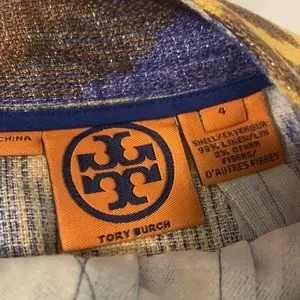 CHINA
TORY BURCH
4
SHELL/EXTERIEUR:
98% LINEN/LIN
2% OTHER
FIBERS/
D'AUTRES FIBRES